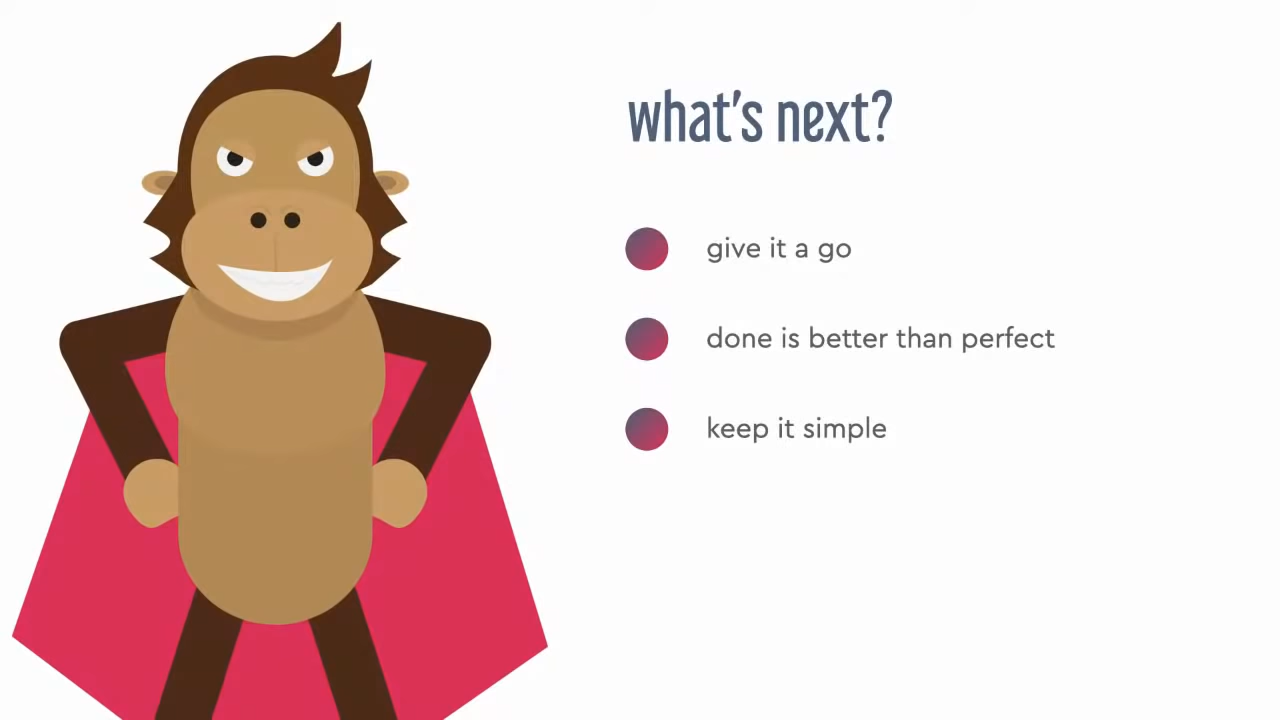 what's next?
give it a go
done is better than perfect
keep it simple